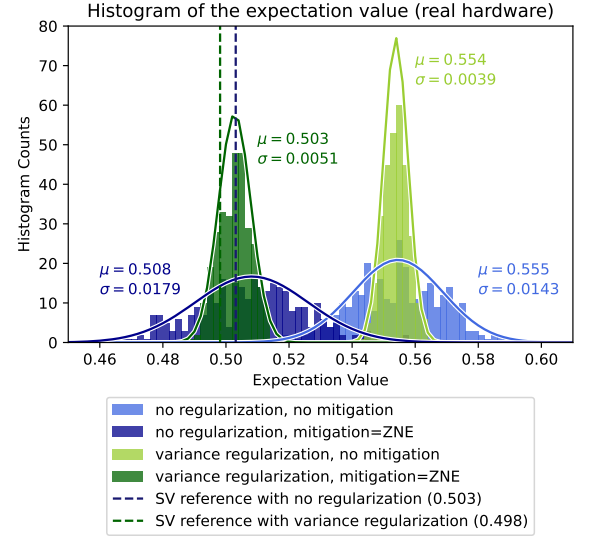 Histogram of the expectation value (real hardware)
80
70
60
50
40
30
20
10
0
Histogram Counts
μ = 0.554
σ = 0.0039
μ = 0.503
σ = 0.0051
μ = 0.508
σ = 0.0179
μ = 0.555
σ = 0.0143
0.46 0.48 0.50 0.52 0.54 0.56 0.58 0.60
Expectation Value
no regularization, no mitigation
no regularization, mitigation=ZNE
variance regularization, no mitigation
variance regularization, mitigation=ZNE
SV reference with no regularization (0.503)
SV reference with variance regularization (0.498)